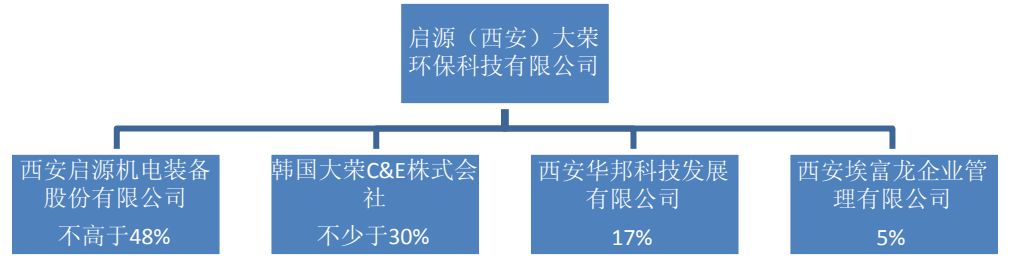 启源（西安）大荣
环保科技有限公司
西安启源机电装备
股份有限公司
不高于48%
韩国大荣C&E株式会
社
不少于30%
西安华邦科技发展
有限公司
17%
西安埃富龙企业管
理有限公司
5%